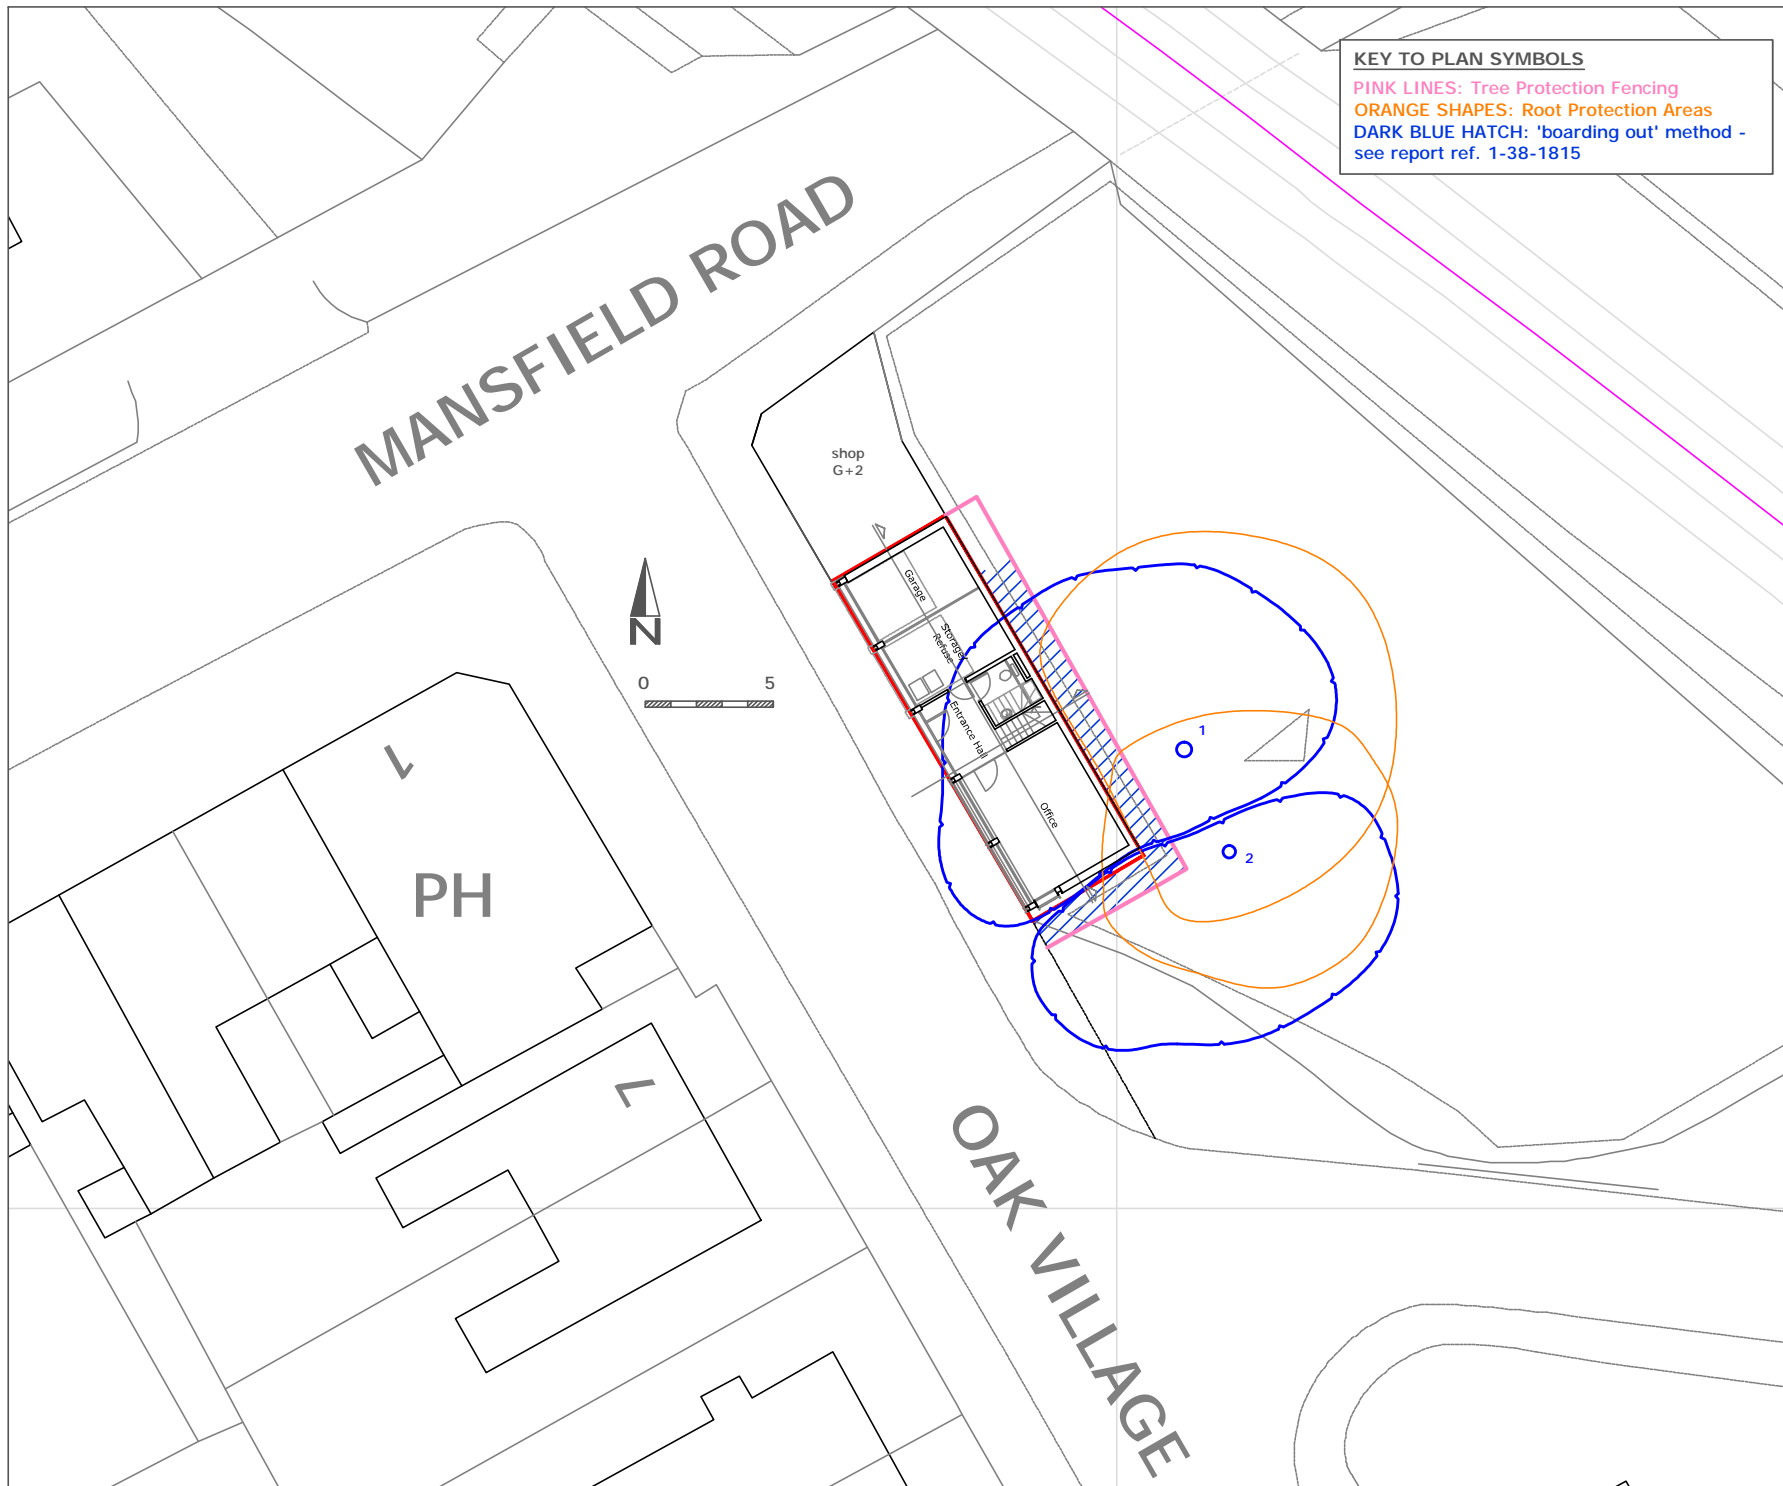 KEY TO PLAN SYMBOLS
PINK LINES: Tree Protection Fencing
ORANGE SHAPES: Root Protection Areas
DARK BLUE HATCH: 'boarding out' method -
see report ref. 1-38-1815
MANSFIELD ROAD
shop
G+2
Garage
Storage
Refuse
Entrance Hall
Office
N
0 5
1
2
1
PH
7
OAK VILLAGE